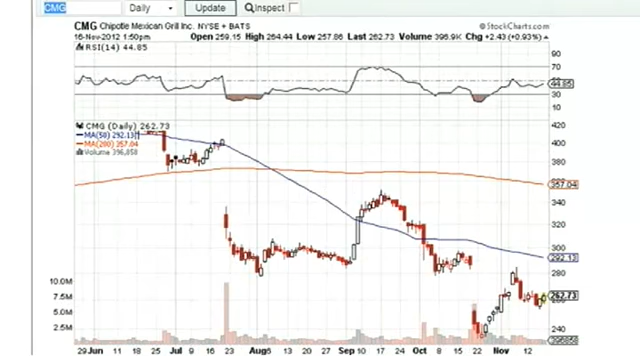 CMG Daily Update Inspect
CMG Chipotle Mexican Grill Inc. NYSE + BATS © StockCharts.com
16-Nov-2012, 1:50pm Open 259.15 High 264.44 Low 257.86 Last 262.73 Volume 396.9K Chg +2.43 (+0.93%)
RSI(14) 44.85
90
70
44.85
30
10
CMG (Daily) 262.73
MA(50) 292.13
MA(200) 357.04
Volume 396,858
420
400
380
357.04
340
320
300
292.13
280
262.73
240
10.0M
7.5M
5.0M
2.5M
29 Jun 11 18 25 Jul 9 16 23 Aug 6 13 20 Sep 10 17 24 Oct 8 15 22 Nov 12